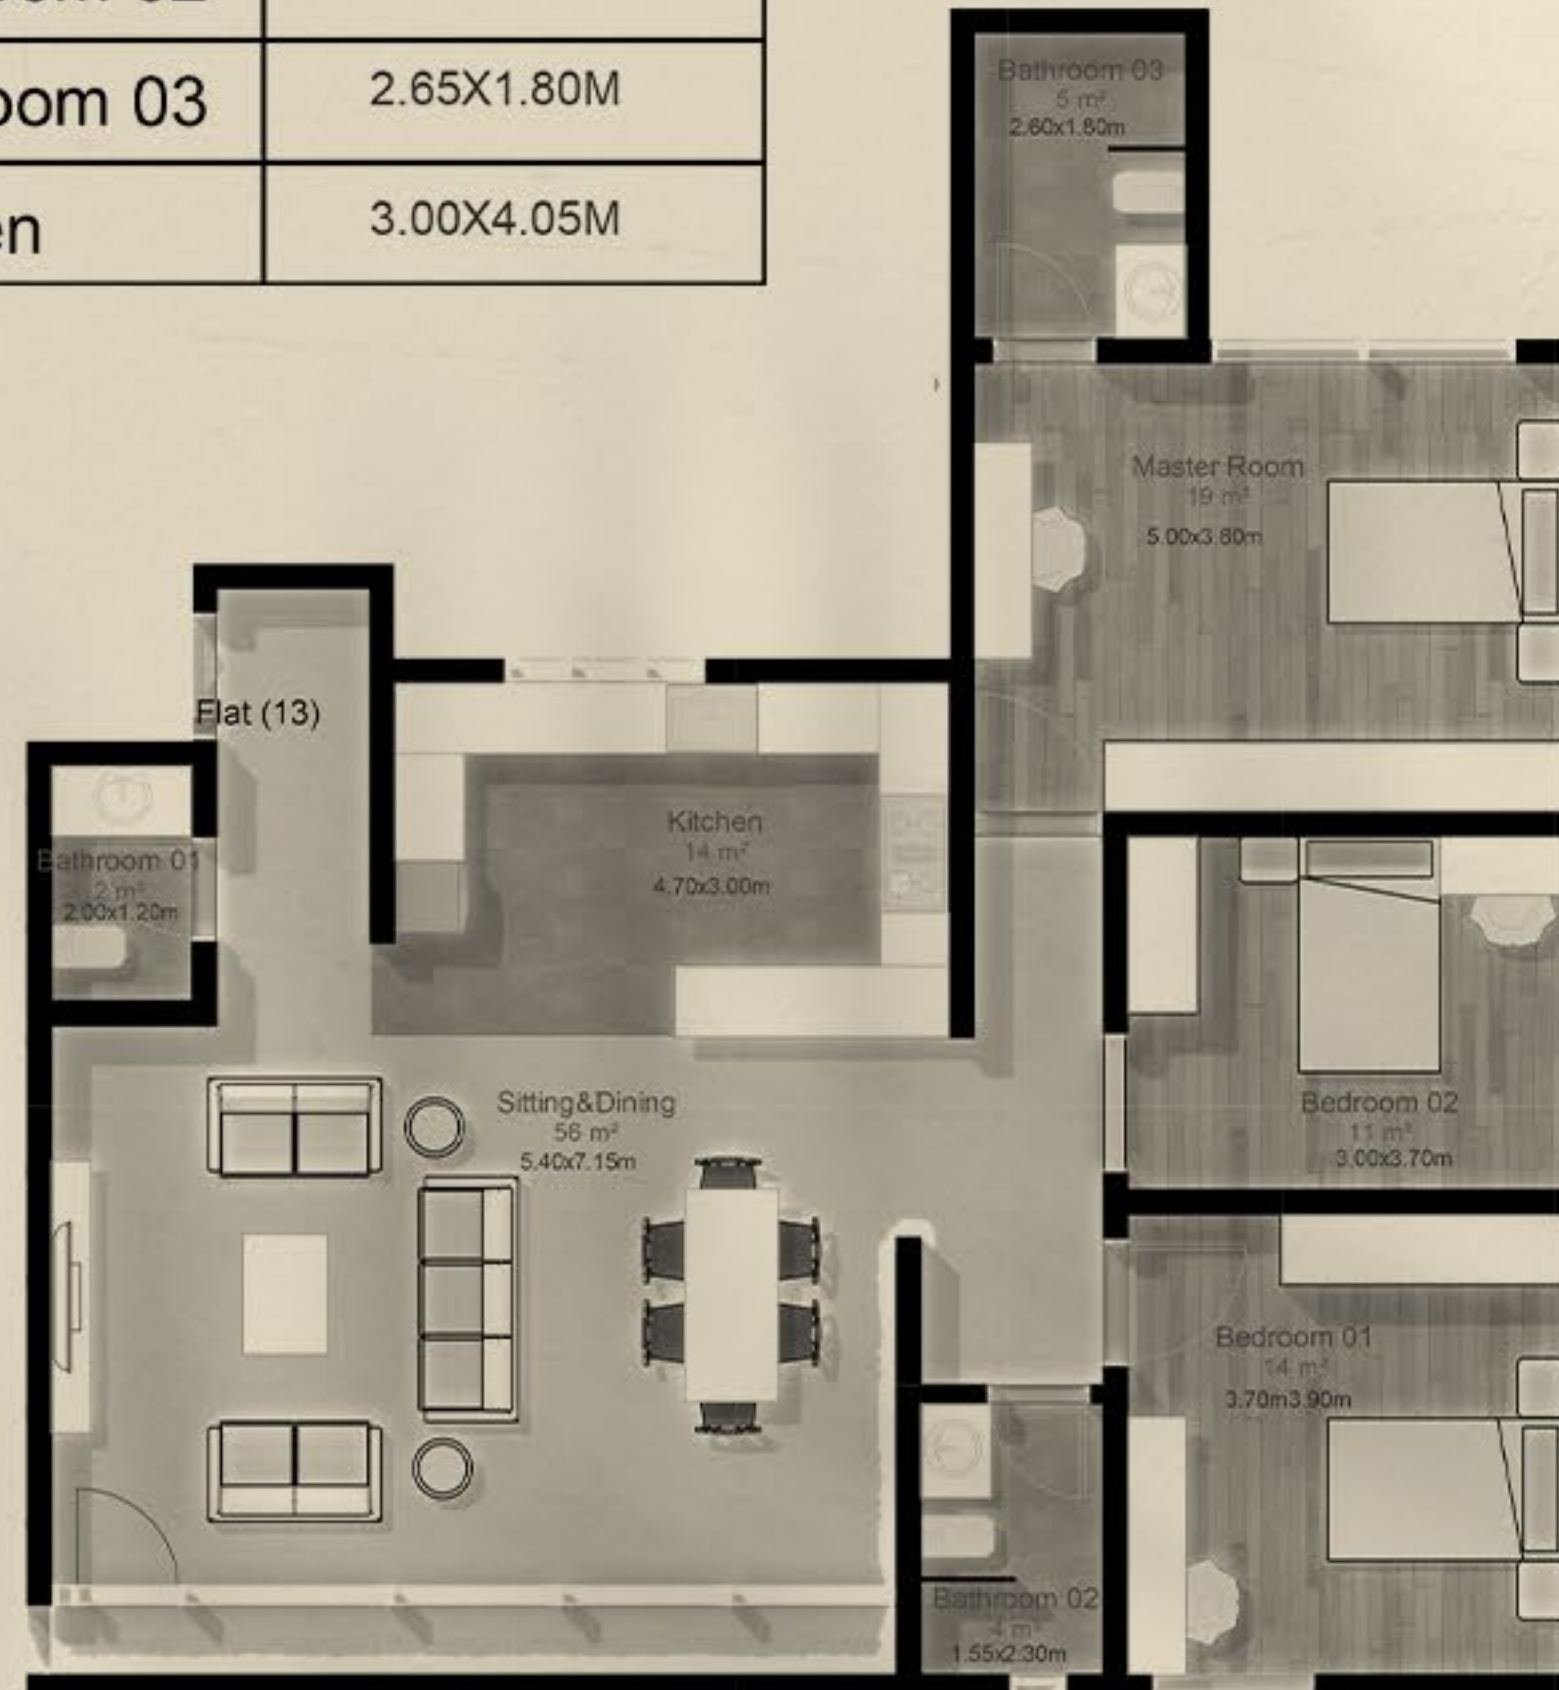 oom 03
2.65X1.80M
en
3.00X4.05M
Bathroom 03
5 m²
2.60x1.80m
Master Room
19 m²
5.00x3.80m
Flat (13)
Kitchen
14 m²
4.70x3.00m
Bathroom 01
2 m²
2.00x1.20m
Sitting&Dining
56 m²
5.40x7.15m
Bedroom 02
11 m²
3.00x3.70m
Bedroom 01
14 m²
3.70m3.90m
Bathroom 02
4 m²
1.55x2.30m